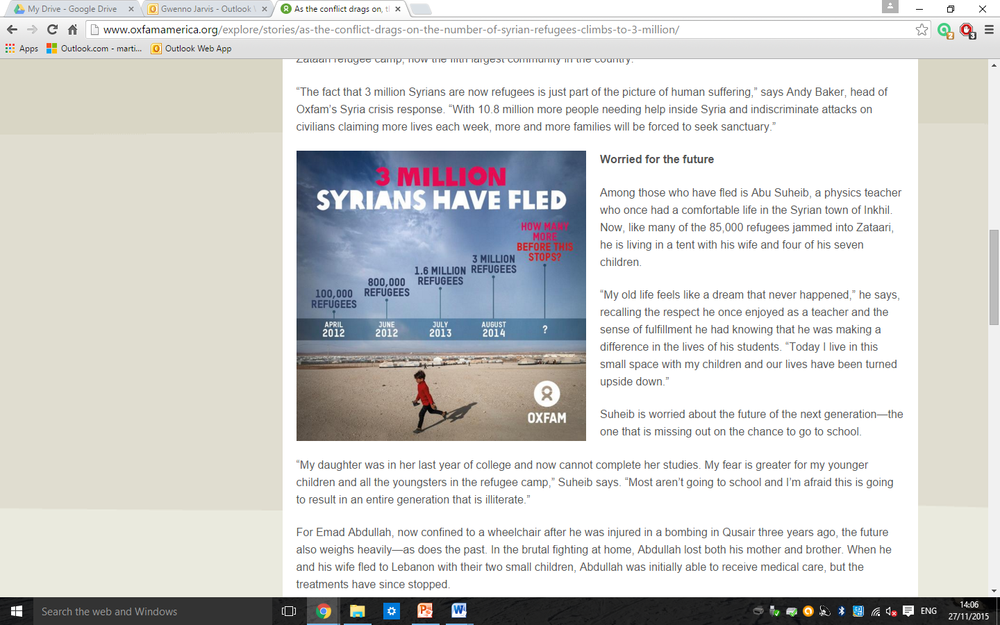 My Drive - Google Drive
Gwenno Jarvis - Outlook
As the conflict drags on, t
www.oxfamamerica.org/explore/stories/as-the-conflict-drags-on-the-number-of-syrian-refugees-climbs-to-3-million/
2
3
Apps
Outlook.com - marti...
Outlook Web App
Zataari refugee camp, now the fifth largest community in the country.
“The fact that 3 million Syrians are now refugees is just part of the picture of human suffering,” says Andy Baker, head of
Oxfam’s Syria crisis response. “With 10.8 million more people needing help inside Syria and indiscriminate attacks on
civilians claiming more lives each week, more and more families will be forced to seek sanctuary.”
3 MILLION
SYRIANS HAVE FLED
HOW MANY
MORE
BEFORE THIS
STOPS?
3 MILLION
REFUGEES
1.6 MILLION
REFUGEES
800,000
REFUGEES
100,000
REFUGEES
APRIL
2012
JUNE
2012
JULY
2013
AUGUST
2014
?
OXFAM
Worried for the future
Among those who have fled is Abu Suheib, a physics teacher
who once had a comfortable life in the Syrian town of Inkhil.
Now, like many of the 85,000 refugees jammed into Zataari,
he is living in a tent with his wife and four of his seven
children.
“My old life feels like a dream that never happened,” he says,
recalling the respect he once enjoyed as a teacher and the
sense of fulfillment he had knowing that he was making a
difference in the lives of his students. “Today I live in this
small space with my children and our lives have been turned
upside down.”
Suheib is worried about the future of the next generation—the
one that is missing out on the chance to go to school.
“My daughter was in her last year of college and now cannot complete her studies. My fear is greater for my younger
children and all the youngsters in the refugee camp,” Suheib says. “Most aren’t going to school and I’m afraid this is going
to result in an entire generation that is illiterate.”
For Emad Abdullah, now confined to a wheelchair after he was injured in a bombing in Qusair three years ago, the future
also weighs heavily—as does the past. In the brutal fighting at home, Abdullah lost both his mother and brother. When he
and his wife fled to Lebanon with their two small children, Abdullah was initially able to receive medical care, but the
treatments have since stopped.
Search the web and Windows
ENG
14:06
27/11/2015